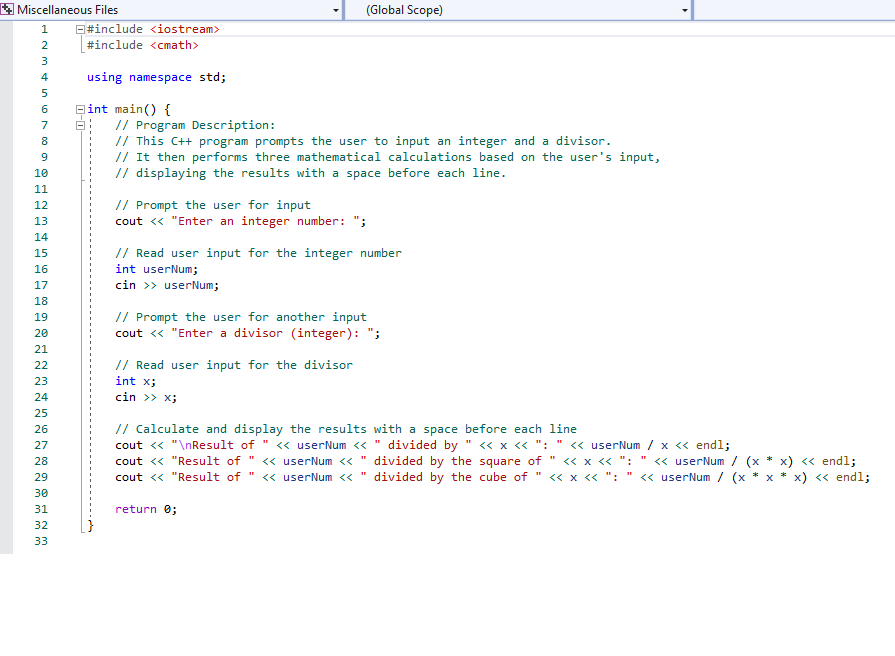 Miscellaneous Files (Global Scope)
1 #include <iostream>
2 #include <cmath>
3
4 using namespace std;
5
6 int main() {
7 // Program Description:
8 // This C++ program prompts the user to input an integer and a divisor.
9 // It then performs three mathematical calculations based on the user's input,
10 // displaying the results with a space before each line.
11
12 // Prompt the user for input
13 cout << "Enter an integer number: ";
14
15 // Read user input for the integer number
16 int userNum;
17 cin >> userNum;
18
19 // Prompt the user for another input
20 cout << "Enter a divisor (integer): ";
21
22 // Read user input for the divisor
23 int x;
24 cin >> x;
25
26 // Calculate and display the results with a space before each line
27 cout << "\nResult of " << userNum << " divided by " << x << ": " << userNum / x << endl;
28 cout << "Result of " << userNum << " divided by the square of " << x << ": " << userNum / (x * x) << endl;
29 cout << "Result of " << userNum << " divided by the cube of " << x << ": " << userNum / (x * x * x) << endl;
30
31 return 0;
32 }
33